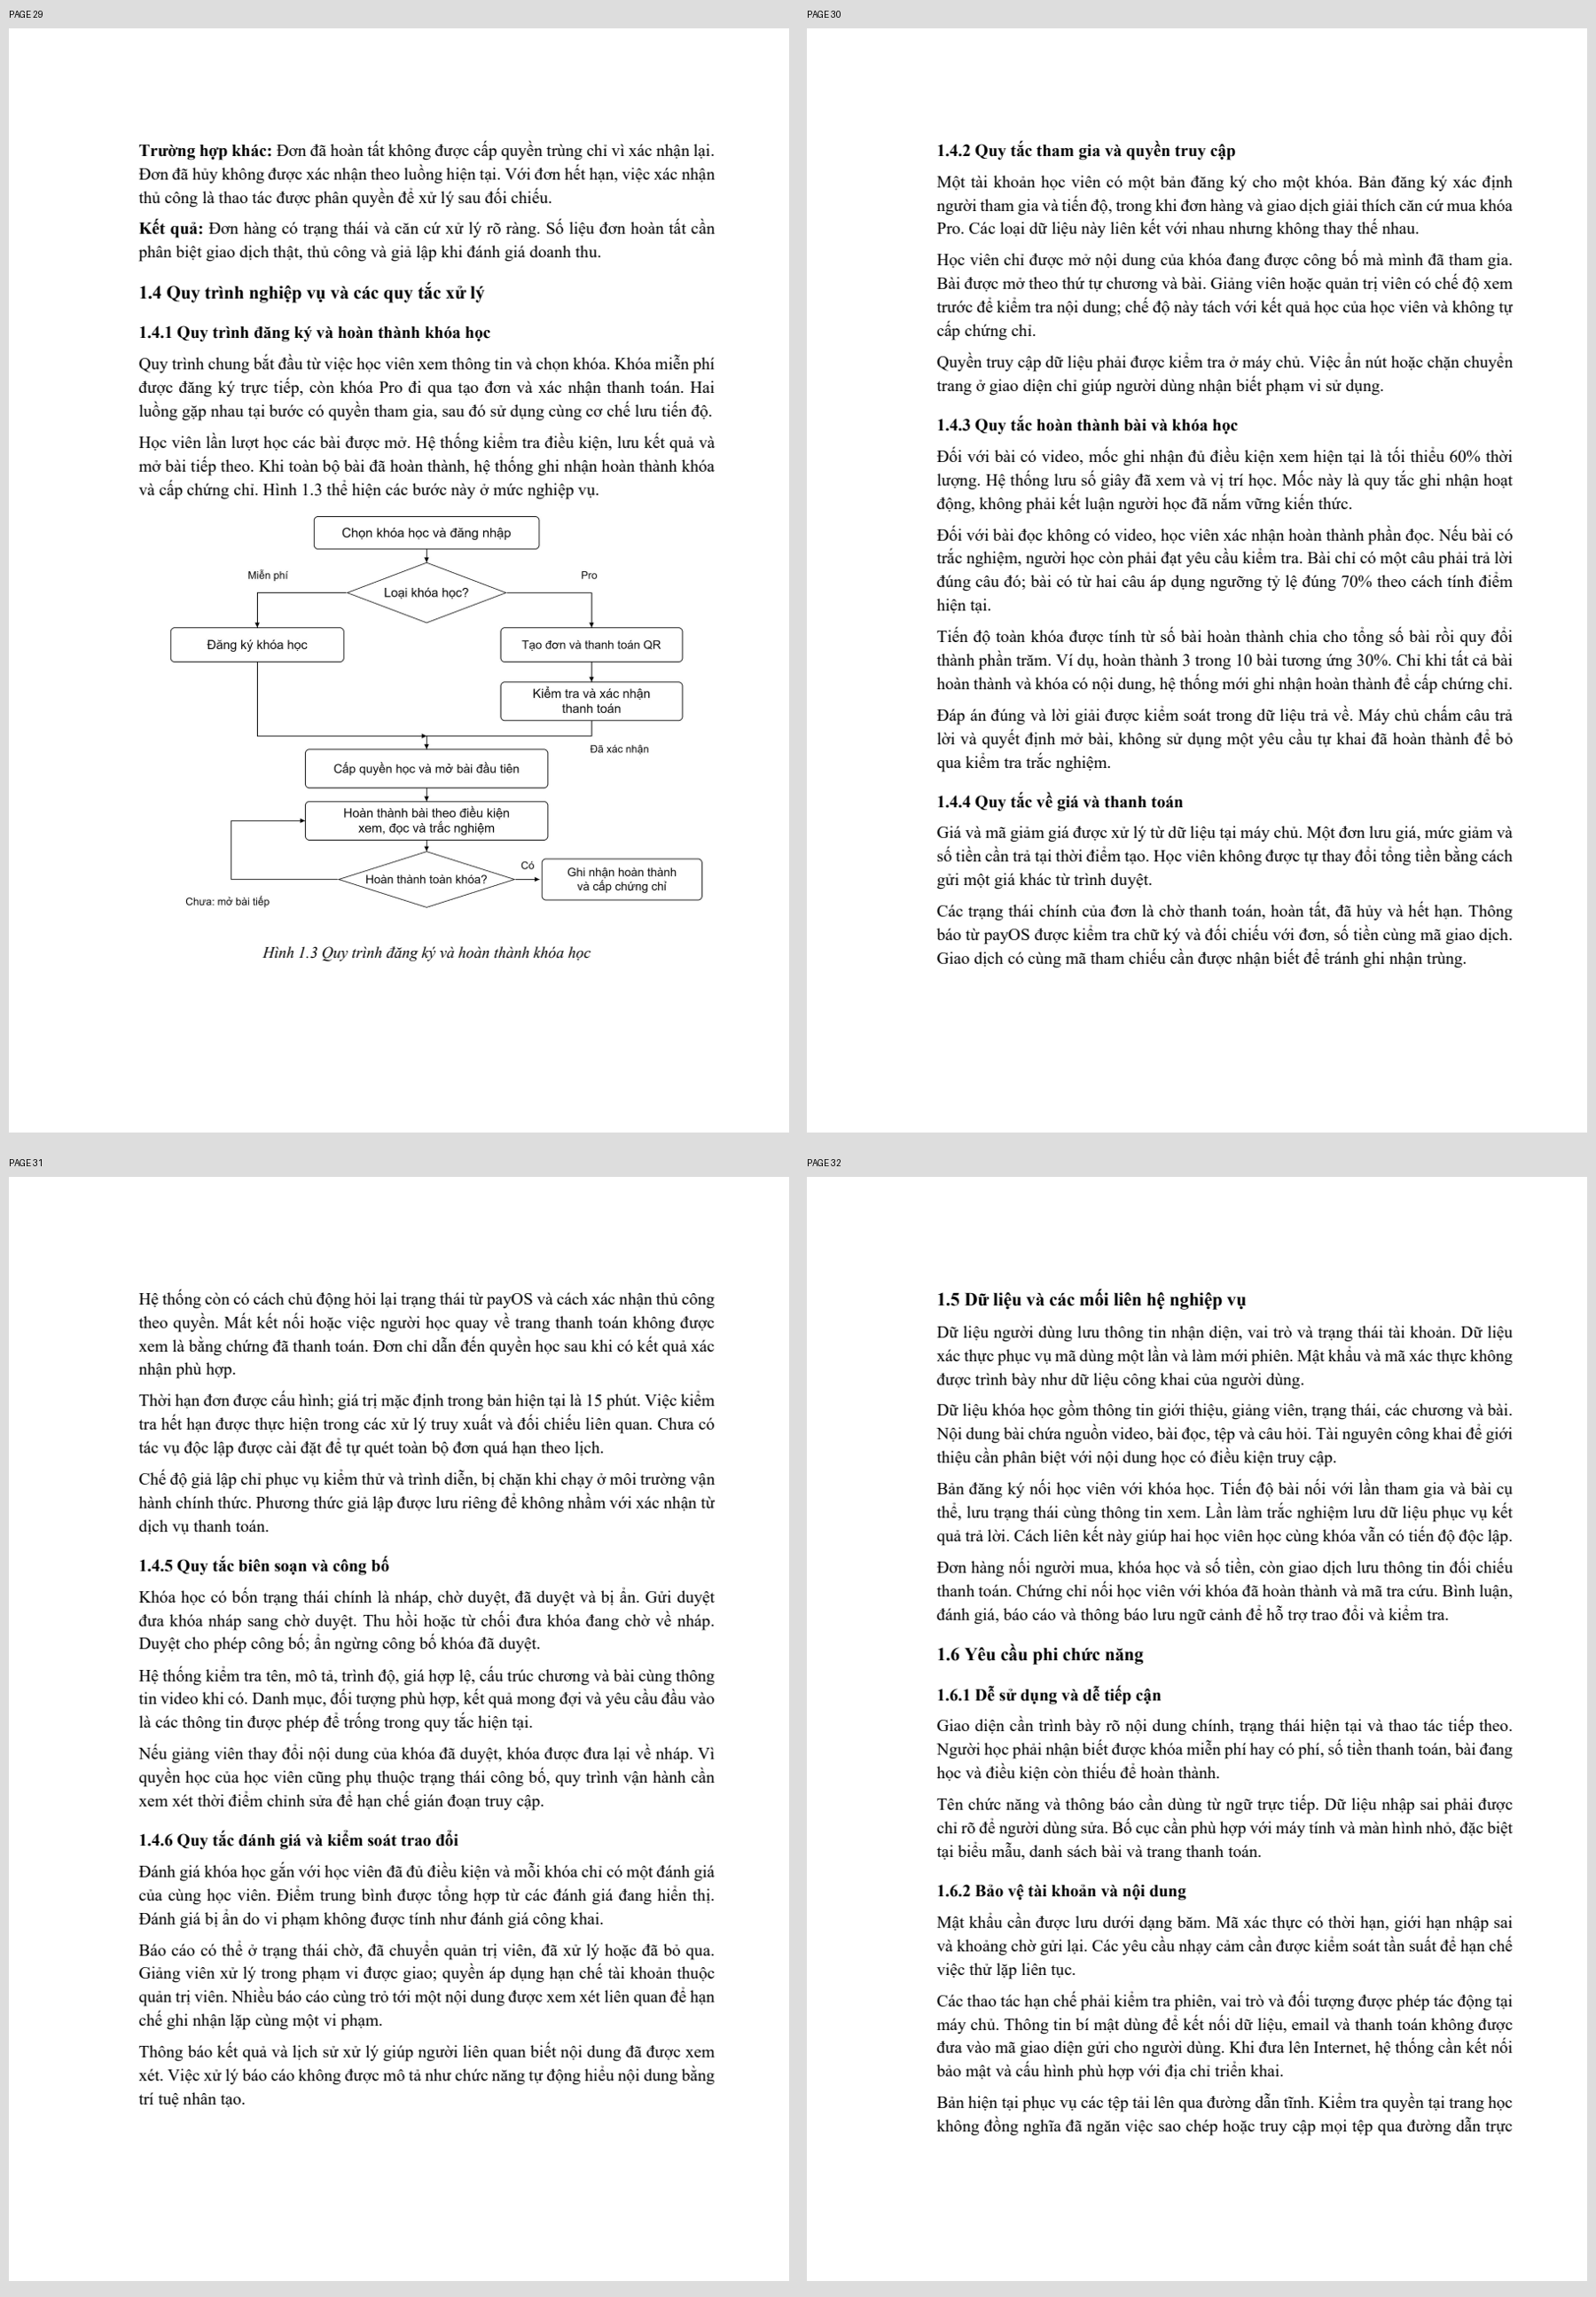 PAGE 29
Trường hợp khác: Đơn đã hoàn tất không được cấp quyền trùng chỉ vì xác nhận lại.
Đơn đã hủy không được xác nhận theo luồng hiện tại. Với đơn hết hạn, việc xác nhận
thủ công là thao tác được phân quyền để xử lý sau đối chiếu.
Kết quả: Đơn hàng có trạng thái và căn cứ xử lý rõ ràng. Số liệu đơn hoàn tất cần
phân biệt giao dịch thật, thủ công và giả lập khi đánh giá doanh thu.
1.4 Quy trình nghiệp vụ và các quy tắc xử lý
1.4.1 Quy trình đăng ký và hoàn thành khóa học
Quy trình chung bắt đầu từ việc học viên xem thông tin và chọn khóa. Khóa miễn phí
được đăng ký trực tiếp, còn khóa Pro đi qua tạo đơn và xác nhận thanh toán. Hai
luồng gặp nhau tại bước có quyền tham gia, sau đó sử dụng cùng cơ chế lưu tiến độ.
Học viên lần lượt học các bài được mở. Hệ thống kiểm tra điều kiện, lưu kết quả và
mở bài tiếp theo. Khi toàn bộ bài đã hoàn thành, hệ thống ghi nhận hoàn thành khóa
và cấp chứng chỉ. Hình 1.3 thể hiện các bước này ở mức nghiệp vụ.
Chọn khóa học và đăng nhập
Miễn phí
Pro
Loại khóa học?
Đăng ký khóa học
Tạo đơn và thanh toán QR
Kiểm tra và xác nhận
thanh toán
Đã xác nhận
Cấp quyền học và mở bài đầu tiên
Hoàn thành bài theo điều kiện
xem, đọc và trắc nghiệm
Hoàn thành toàn khóa?
Có
Ghi nhận hoàn thành
và cấp chứng chỉ
Chưa: mở bài tiếp
Hình 1.3 Quy trình đăng ký và hoàn thành khóa học
PAGE 30
1.4.2 Quy tắc tham gia và quyền truy cập
Một tài khoản học viên có một bản đăng ký cho một khóa. Bản đăng ký xác định
người tham gia và tiến độ, trong khi đơn hàng và giao dịch giải thích căn cứ mua khóa
Pro. Các loại dữ liệu này liên kết với nhau nhưng không thay thế nhau.
Học viên chỉ được mở nội dung của khóa đang được công bố mà mình đã tham gia.
Bài được mở theo thứ tự chương và bài. Giảng viên hoặc quản trị viên có chế độ xem
trước để kiểm tra nội dung; chế độ này tách với kết quả học của học viên và không tự
cấp chứng chỉ.
Quyền truy cập dữ liệu phải được kiểm tra ở máy chủ. Việc ẩn nút hoặc chặn chuyển
trang ở giao diện chỉ giúp người dùng nhận biết phạm vi sử dụng.
1.4.3 Quy tắc hoàn thành bài và khóa học
Đối với bài có video, mốc ghi nhận đủ điều kiện xem hiện tại là tối thiểu 60% thời
lượng. Hệ thống lưu số giây đã xem và vị trí học. Mốc này là quy tắc ghi nhận hoạt
động, không phải kết luận người học đã nắm vững kiến thức.
Đối với bài đọc không có video, học viên xác nhận hoàn thành phần đọc. Nếu bài có
trắc nghiệm, người học còn phải đạt yêu cầu kiểm tra. Bài chỉ có một câu phải trả lời
đúng câu đó; bài có từ hai câu áp dụng ngưỡng tỷ lệ đúng 70% theo cách tính điểm
hiện tại.
Tiến độ toàn khóa được tính từ số bài hoàn thành chia cho tổng số bài rồi quy đổi
thành phần trăm. Ví dụ, hoàn thành 3 trong 10 bài tương ứng 30%. Chỉ khi tất cả bài
hoàn thành và khóa có nội dung, hệ thống mới ghi nhận hoàn thành để cấp chứng chỉ.
Đáp án đúng và lời giải được kiểm soát trong dữ liệu trả về. Máy chủ chấm câu trả
lời và quyết định mở bài, không sử dụng một yêu cầu tự khai đã hoàn thành để bỏ
qua kiểm tra trắc nghiệm.
1.4.4 Quy tắc về giá và thanh toán
Giá và mã giảm giá được xử lý từ dữ liệu tại máy chủ. Một đơn lưu giá, mức giảm và
số tiền cần trả tại thời điểm tạo. Học viên không được tự thay đổi tổng tiền bằng cách
gửi một giá khác từ trình duyệt.
Các trạng thái chính của đơn là chờ thanh toán, hoàn tất, đã hủy và hết hạn. Thông
báo từ payOS được kiểm tra chữ ký và đối chiếu với đơn, số tiền cùng mã giao dịch.
Giao dịch có cùng mã tham chiếu cần được nhận biết để tránh ghi nhận trùng.
PAGE 31
Hệ thống còn có cách chủ động hỏi lại trạng thái từ payOS và cách xác nhận thủ công
theo quyền. Mất kết nối hoặc việc người học quay về trang thanh toán không được
xem là bằng chứng đã thanh toán. Đơn chỉ dẫn đến quyền học sau khi có kết quả xác
nhận phù hợp.
Thời hạn đơn được cấu hình; giá trị mặc định trong bản hiện tại là 15 phút. Việc kiểm
tra hết hạn được thực hiện trong các xử lý truy xuất và đối chiếu liên quan. Chưa có
tác vụ độc lập được cài đặt để tự quét toàn bộ đơn quá hạn theo lịch.
Chế độ giả lập chỉ phục vụ kiểm thử và trình diễn, bị chặn khi chạy ở môi trường vận
hành chính thức. Phương thức giả lập được lưu riêng để không nhầm với xác nhận từ
dịch vụ thanh toán.
1.4.5 Quy tắc biên soạn và công bố
Khóa học có bốn trạng thái chính là nháp, chờ duyệt, đã duyệt và bị ẩn. Gửi duyệt
đưa khóa nháp sang chờ duyệt. Thu hồi hoặc từ chối đưa khóa đang chờ về nháp.
Duyệt cho phép công bố; ẩn ngừng công bố khóa đã duyệt.
Hệ thống kiểm tra tên, mô tả, trình độ, giá hợp lệ, cấu trúc chương và bài cùng thông
tin video khi có. Danh mục, đối tượng phù hợp, kết quả mong đợi và yêu cầu đầu vào
là các thông tin được phép để trống trong quy tắc hiện tại.
Nếu giảng viên thay đổi nội dung của khóa đã duyệt, khóa được đưa lại về nháp. Vì
quyền học của học viên cũng phụ thuộc trạng thái công bố, quy trình vận hành cần
xem xét thời điểm chỉnh sửa để hạn chế gián đoạn truy cập.
1.4.6 Quy tắc đánh giá và kiểm soát trao đổi
Đánh giá khóa học gắn với học viên đã đủ điều kiện và mỗi khóa chỉ có một đánh giá
của cùng học viên. Điểm trung bình được tổng hợp từ các đánh giá đang hiển thị.
Đánh giá bị ẩn do vi phạm không được tính như đánh giá công khai.
Báo cáo có thể ở trạng thái chờ, đã chuyển quản trị viên, đã xử lý hoặc đã bỏ qua.
Giảng viên xử lý trong phạm vi được giao; quyền áp dụng hạn chế tài khoản thuộc
quản trị viên. Nhiều báo cáo cùng trỏ tới một nội dung được xem xét liên quan để hạn
chế ghi nhận lặp cùng một vi phạm.
Thông báo kết quả và lịch sử xử lý giúp người liên quan biết nội dung đã được xem
xét. Việc xử lý báo cáo không được mô tả như chức năng tự động hiểu nội dung bằng
trí tuệ nhân tạo.
PAGE 32
1.5 Dữ liệu và các mối liên hệ nghiệp vụ
Dữ liệu người dùng lưu thông tin nhận diện, vai trò và trạng thái tài khoản. Dữ liệu
xác thực phục vụ mã dùng một lần và làm mới phiên. Mật khẩu và mã xác thực không
được trình bày như dữ liệu công khai của người dùng.
Dữ liệu khóa học gồm thông tin giới thiệu, giảng viên, trạng thái, các chương và bài.
Nội dung bài chứa nguồn video, bài đọc, tệp và câu hỏi. Tài nguyên công khai để giới
thiệu cần phân biệt với nội dung học có điều kiện truy cập.
Bản đăng ký nối học viên với khóa học. Tiến độ bài nối với lần tham gia và bài cụ
thể, lưu trạng thái cùng thông tin xem. Lần làm trắc nghiệm lưu dữ liệu phục vụ kết
quả trả lời. Cách liên kết này giúp hai học viên học cùng khóa vẫn có tiến độ độc lập.
Đơn hàng nối người mua, khóa học và số tiền, còn giao dịch lưu thông tin đối chiếu
thanh toán. Chứng chỉ nối học viên với khóa đã hoàn thành và mã tra cứu. Bình luận,
đánh giá, báo cáo và thông báo lưu ngữ cảnh để hỗ trợ trao đổi và kiểm tra.
1.6 Yêu cầu phi chức năng
1.6.1 Dễ sử dụng và dễ tiếp cận
Giao diện cần trình bày rõ nội dung chính, trạng thái hiện tại và thao tác tiếp theo.
Người học phải nhận biết được khóa miễn phí hay có phí, số tiền thanh toán, bài đang
học và điều kiện còn thiếu để hoàn thành.
Tên chức năng và thông báo cần dùng từ ngữ trực tiếp. Dữ liệu nhập sai phải được
chỉ rõ để người dùng sửa. Bố cục cần phù hợp với máy tính và màn hình nhỏ, đặc biệt
tại biểu mẫu, danh sách bài và trang thanh toán.
1.6.2 Bảo vệ tài khoản và nội dung
Mật khẩu cần được lưu dưới dạng băm. Mã xác thực có thời hạn, giới hạn nhập sai
và khoảng chờ gửi lại. Các yêu cầu nhạy cảm cần được kiểm soát tần suất để hạn chế
việc thử lặp liên tục.
Các thao tác hạn chế phải kiểm tra phiên, vai trò và đối tượng được phép tác động tại
máy chủ. Thông tin bí mật dùng để kết nối dữ liệu, email và thanh toán không được
đưa vào mã giao diện gửi cho người dùng. Khi đưa lên Internet, hệ thống cần kết nối
bảo mật và cấu hình phù hợp với địa chỉ triển khai.
Bản hiện tại phục vụ các tệp tải lên qua đường dẫn tĩnh. Kiểm tra quyền tại trang học
không đồng nghĩa đã ngăn việc sao chép hoặc truy cập mọi tệp qua đường dẫn trực